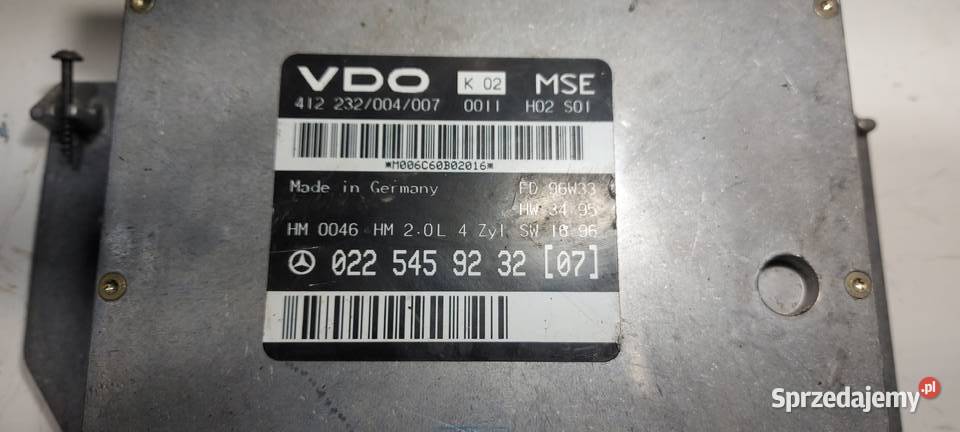 VDO K 02 MSE
412 232/004/007 0011 H02 S01
*M006C60B02016*
Made in Germany FD 96W33
HW 34 95
HM 0046 HM 2.0L 4 Zyl. SW 18 96
022 545 92 32 [07]
Sprzedajemy.pl